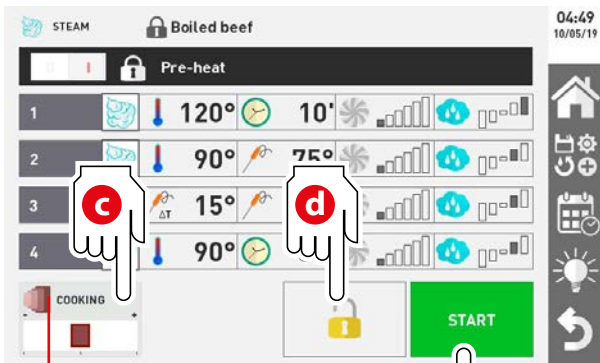 STEAM Boiled beef 04:49
10/05/19
Pre-heat
1 120° 10'
2 90° 75°
3 ΔT 15°
4 90°
c d
COOKING
- +
START